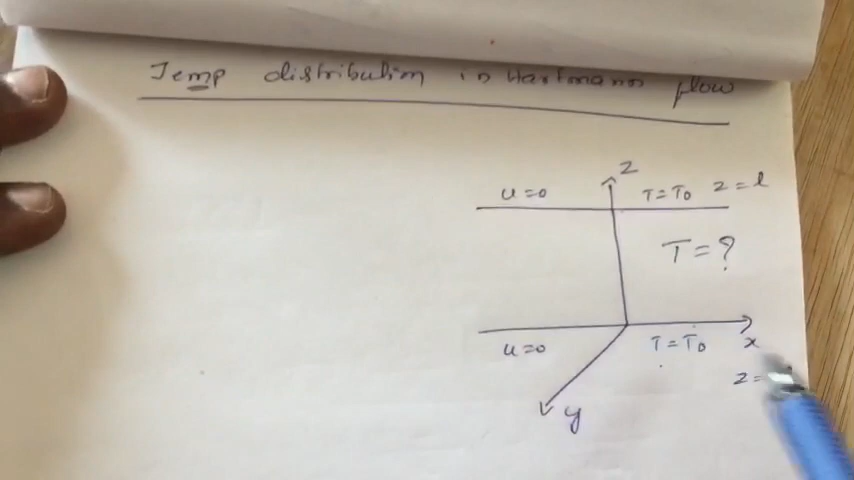 Temp distribution in Hartmann flow
z
u=0
T=T0
z=l
T=?
u=0
T=T0
x
z=
y